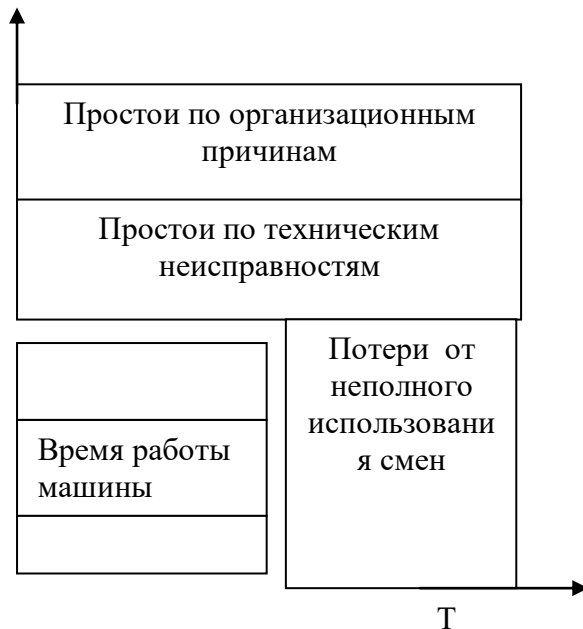 Простои по организационным
причинам
Простои по техническим
неисправностям
Потери от
неполного
использовани
я смен
Время работы
машины
Т